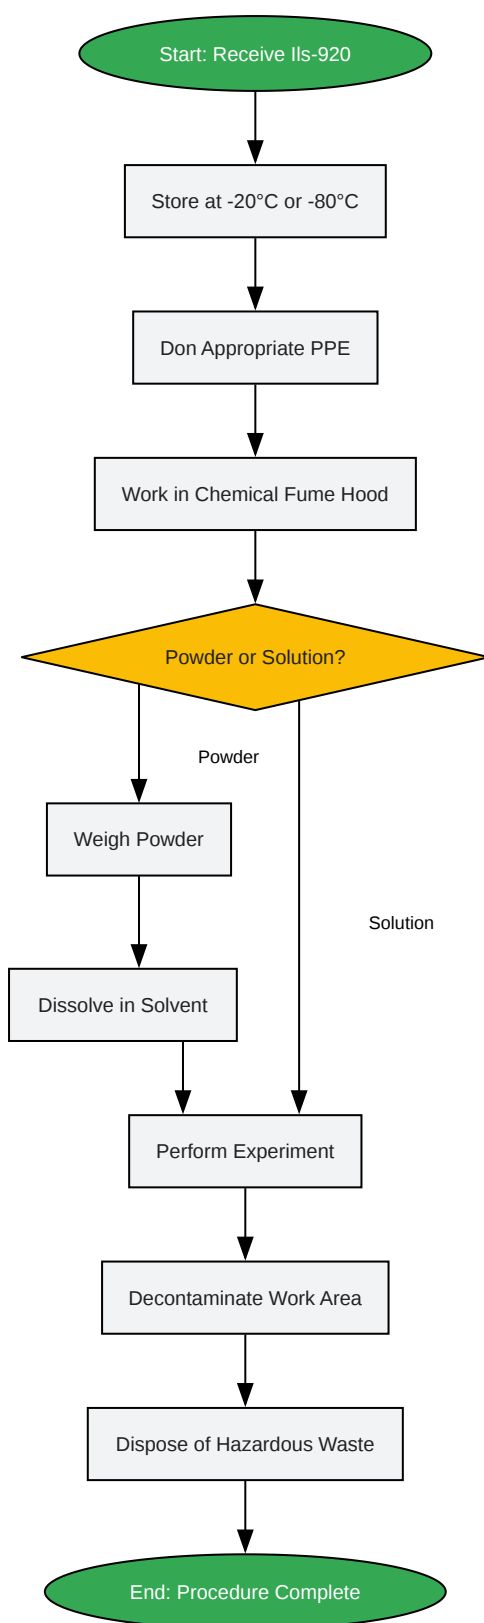 Start: Receive Ils-920
Store at -20°C or -80°C
Don Appropriate PPE
Work in Chemical Fume Hood
Powder or Solution?
Powder
Weigh Powder
Solution
Dissolve in Solvent
Perform Experiment
Decontaminate Work Area
Dispose of Hazardous Waste
End: Procedure Complete